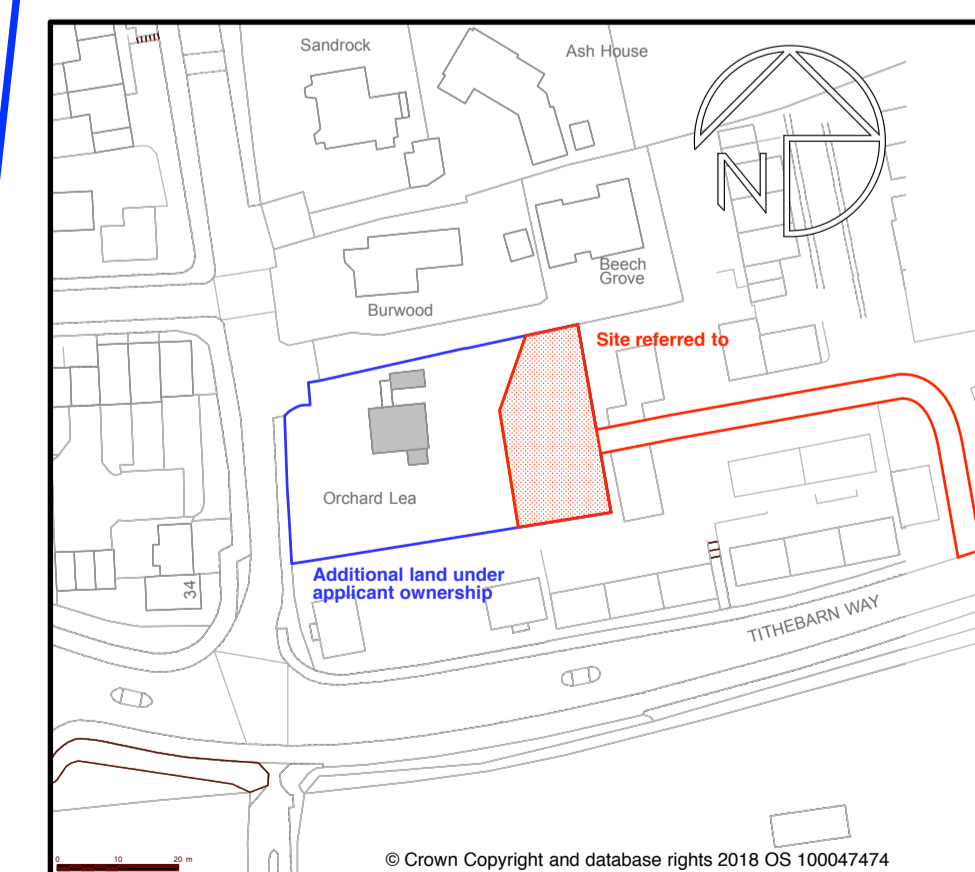 Sandrock
Ash House
N
Beech
Grove
Burwood
Site referred to
Orchard Lea
Additional land under
applicant ownership
34
TITHEBARN WAY
0 10 20 m
© Crown Copyright and database rights 2018 OS 100047474